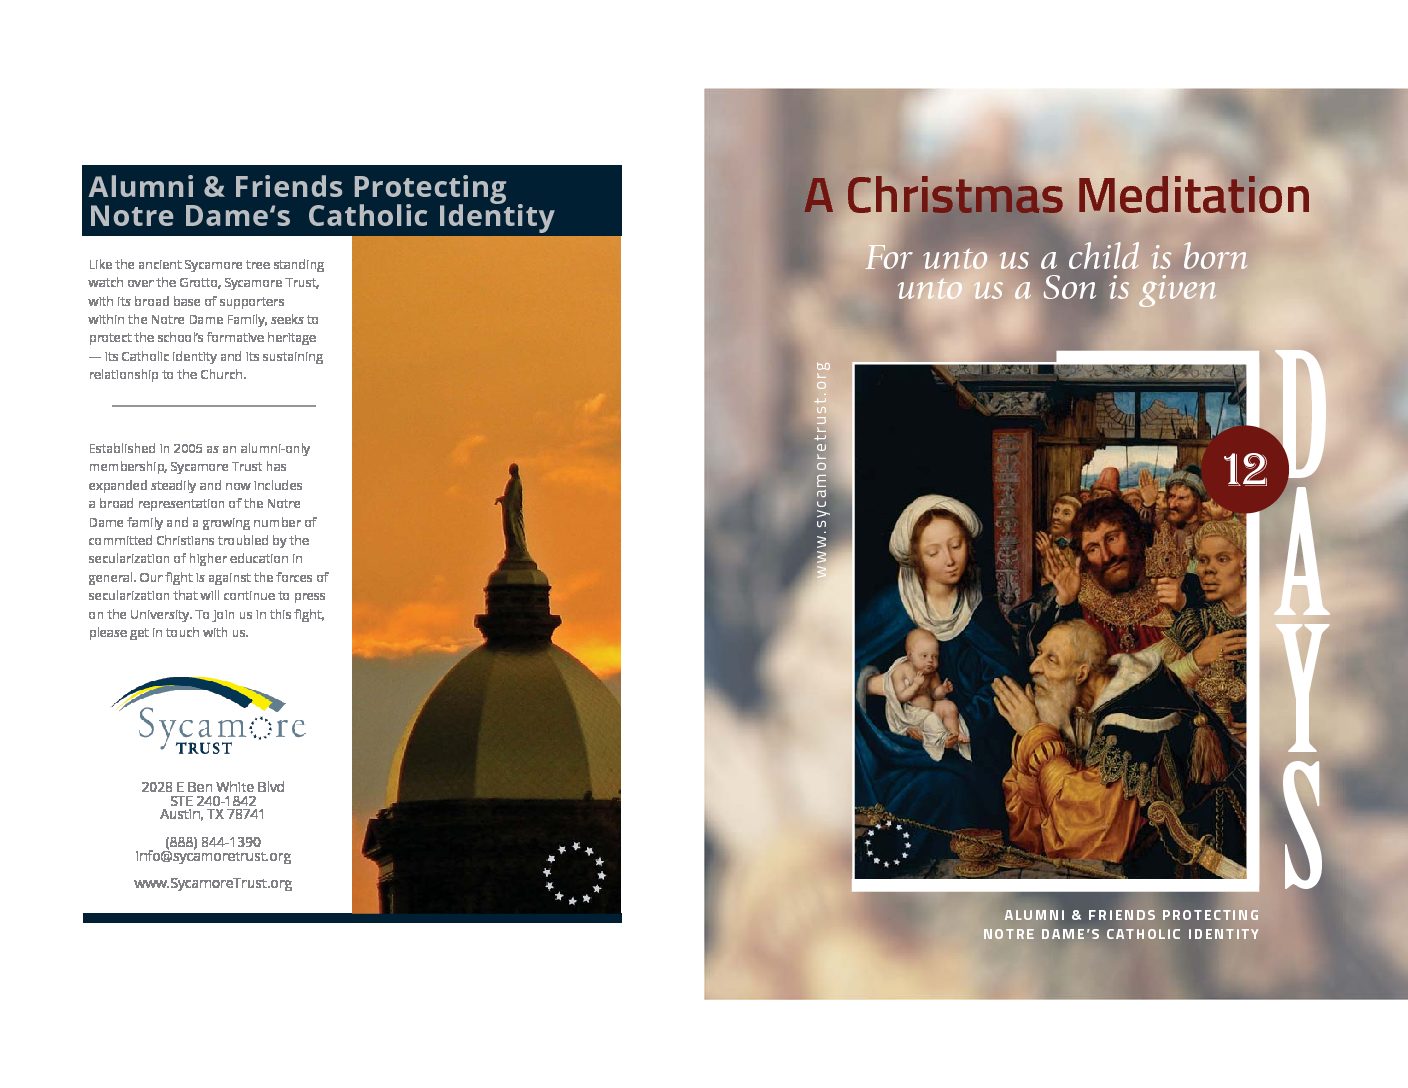 Alumni & Friends Protecting
Notre Dame‘s Catholic Identity
Like the ancient Sycamore tree standing
watch over the Grotto, Sycamore Trust,
with its broad base of supporters
within the Notre Dame Family, seeks to
protect the school’s formative heritage
— its Catholic identity and its sustaining
relationship to the Church.
Established in 2005 as an alumni-only
membership, Sycamore Trust has
expanded steadily and now includes
a broad representation of the Notre
Dame family and a growing number of
committed Christians troubled by the
secularization of higher education in
general. Our fight is against the forces of
secularization that will continue to press
on the University. To join us in this fight,
please get in touch with us.
Sycamore
TRUST
2028 E Ben White Blvd
STE 240-1842
Austin, TX 78741
(888) 844-1390
info@sycamoretrust.org
www.SycamoreTrust.org
A Christmas Meditation
For unto us a child is born
unto us a Son is given
www.sycamoretrust.org
12
DAYS
ALUMNI & FRIENDS PROTECTING
NOTRE DAME’S CATHOLIC IDENTITY